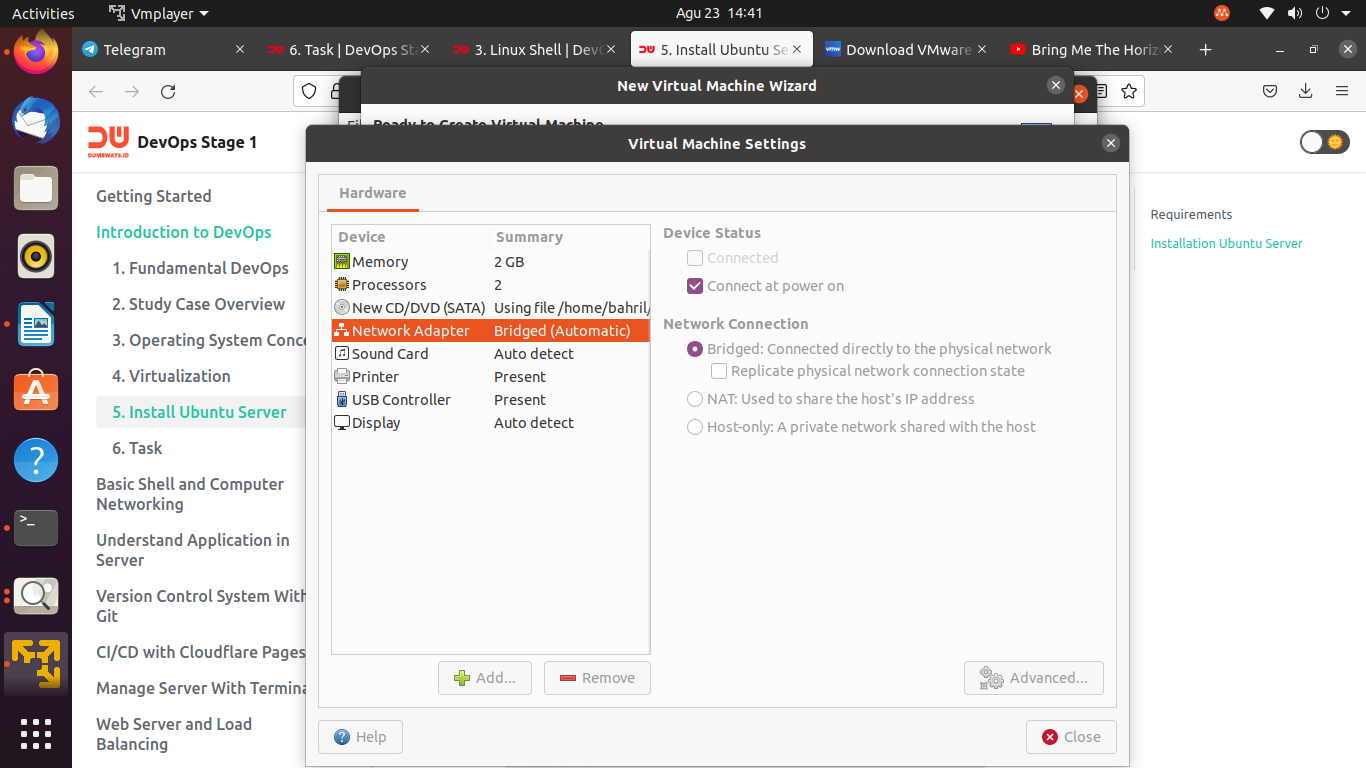 Activities
Vmplayer
Agu 23 14:41
Telegram
6. Task | DevOps Sta
3. Linux Shell | DevO
5. Install Ubuntu Se
Download VMware
Bring Me The Horiz
New Virtual Machine Wizard
Ready to Create Virtual Machine
Virtual Machine Settings
DUMBWAYS.ID
DevOps Stage 1
Getting Started
Introduction to DevOps
1. Fundamental DevOps
2. Study Case Overview
3. Operating System Conc
4. Virtualization
5. Install Ubuntu Server
6. Task
Basic Shell and Computer
Networking
Understand Application in
Server
Version Control System With
Git
CI/CD with Cloudflare Pages
Manage Server With Termina
Web Server and Load
Balancing
Hardware
Device Summary
Memory 2 GB
Processors 2
New CD/DVD (SATA) Using file /home/bahril/
Network Adapter Bridged (Automatic)
Sound Card Auto detect
Printer Present
USB Controller Present
Display Auto detect
Add...
Remove
Device Status
Connected
Connect at power on
Network Connection
Bridged: Connected directly to the physical network
Replicate physical network connection state
NAT: Used to share the host's IP address
Host-only: A private network shared with the host
Advanced...
Help
Close
Requirements
Installation Ubuntu Server